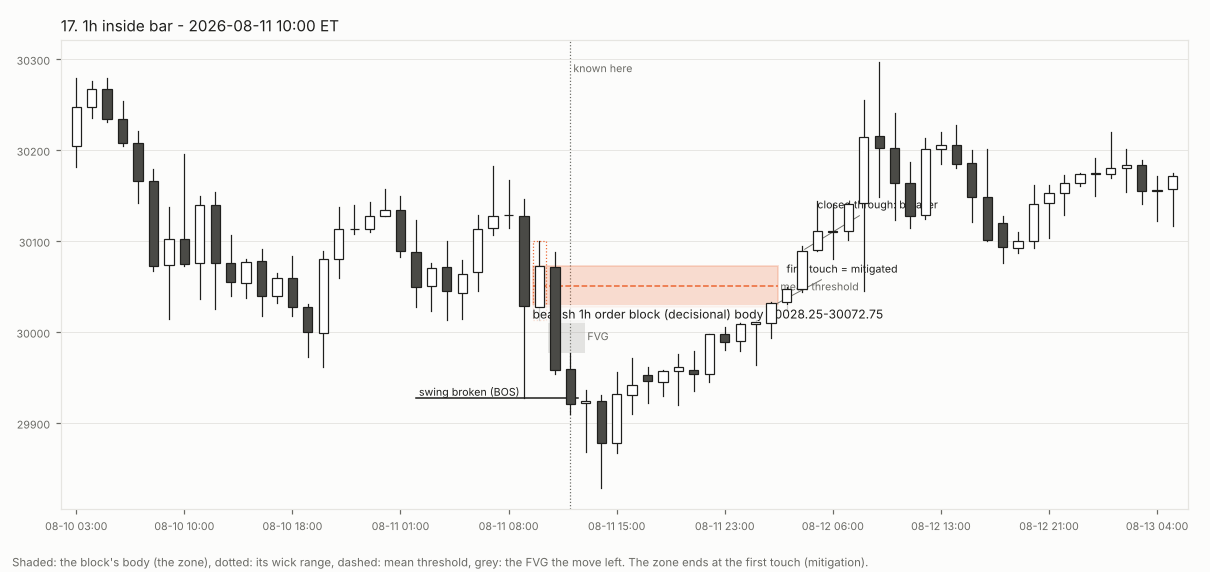 17. 1h inside bar - 2026-08-11 10:00 ET
30300
known here
30200
closed through: breaker
30100
first touch = mitigated
mean threshold
bearish 1h order block (decisional) body 30028.25-30072.75
30000
FVG
swing broken (BOS)
29900
08-10 03:00 08-10 10:00 08-10 18:00 08-11 01:00 08-11 08:00 08-11 15:00 08-11 23:00 08-12 06:00 08-12 13:00 08-12 21:00 08-13 04:00
Shaded: the block's body (the zone), dotted: its wick range, dashed: mean threshold, grey: the FVG the move left. The zone ends at the first touch (mitigation).